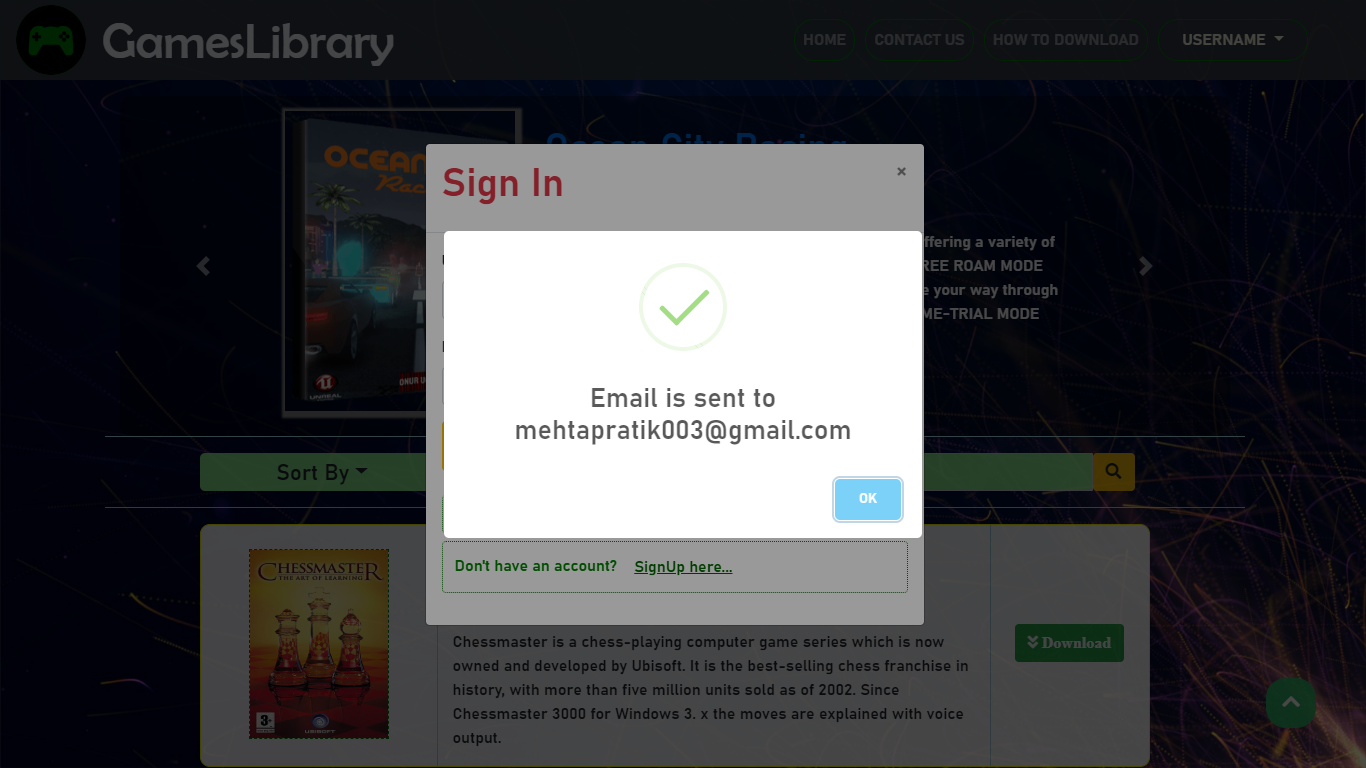 GamesLibrary
HOME
CONTACT US
HOW TO DOWNLOAD
USERNAME
Ocean City Racing
OCEAN
Sign In
×
ffering a variety of
REE ROAM MODE
e your way through
ME-TRIAL MODE
UNREAL
ONUR
Email is sent to
mehtapratik003@gmail.com
OK
Sort By
Don't have an account? SignUp here...
CHESSMASTER
THE ART OF LEARNING
3+
UBISOFT
Chessmaster is a chess-playing computer game series which is now
owned and developed by Ubisoft. It is the best-selling chess franchise in
history, with more than five million units sold as of 2002. Since
Chessmaster 3000 for Windows 3. x the moves are explained with voice
output.
Download